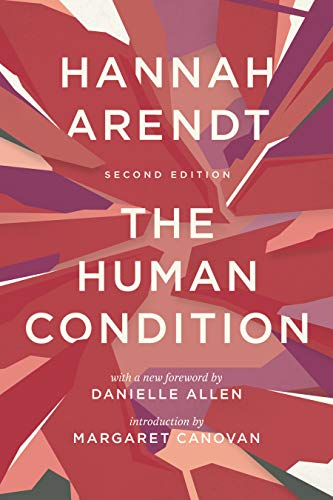 HANNAH
ARENDT
SECOND EDITION
THE
HUMAN
CONDITION
with a new foreword by
DANIELLE ALLEN
introduction by
MARGARET CANOVAN